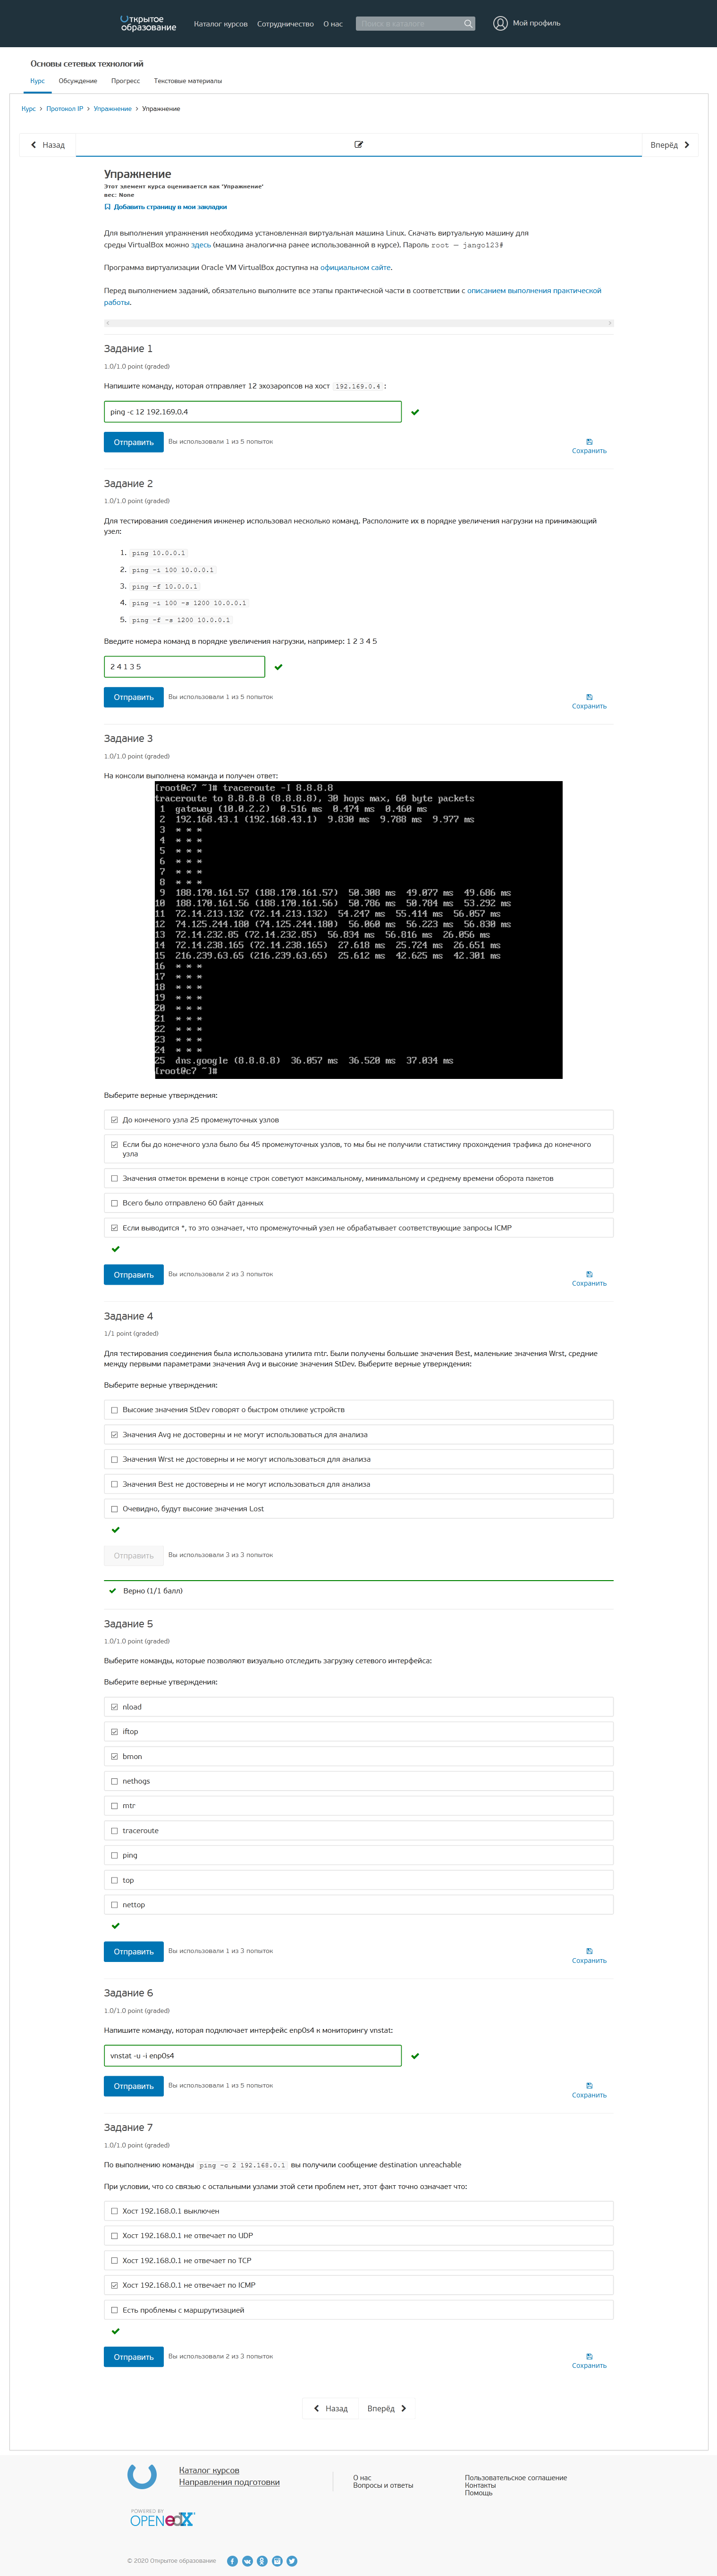 Открытое
образование
Каталог курсов
Сотрудничество
О нас
Поиск в каталоге
Мой профиль
Основы сетевых технологий
Курс
Обсуждение
Прогресс
Текстовые материалы
Курс > Протокол IP > Упражнение > Упражнение
Назад
Вперёд
Упражнение
Этот элемент курса оценивается как 'Упражнение'
вес: None
Добавить страницу в мои закладки
Для выполнения упражнения необходима установленная виртуальная машина Linux. Скачать виртуальную машину для
среды VirtualBox можно здесь (машина аналогична ранее использованной в курсе). Пароль root — jango123#
Программа виртуализации Oracle VM VirtualBox доступна на официальном сайте.
Перед выполнением заданий, обязательно выполните все этапы практической части в соответствии с описанием выполнения практической
работы.
Задание 1
1.0/1.0 point (graded)
Напишите команду, которая отправляет 12 эхозаропсов на хост 192.169.0.4 :
ping -c 12 192.169.0.4
Отправить
Вы использовали 1 из 5 попыток
Сохранить
Задание 2
1.0/1.0 point (graded)
Для тестирования соединения инженер использовал несколько команд. Расположите их в порядке увеличения нагрузки на принимающий
узел:
1. ping 10.0.0.1
2. ping -i 100 10.0.0.1
3. ping -f 10.0.0.1
4. ping -i 100 -s 1200 10.0.0.1
5. ping -f -s 1200 10.0.0.1
Введите номера команд в порядке увеличения нагрузки, например: 1 2 3 4 5
2 4 1 3 5
Отправить
Вы использовали 1 из 5 попыток
Сохранить
Задание 3
1.0/1.0 point (graded)
На консоли выполнена команда и получен ответ:
[root@c7 ~]# traceroute -I 8.8.8.8
traceroute to 8.8.8.8 (8.8.8.8), 30 hops max, 60 byte packets
1 gateway (10.0.2.2) 0.516 ms 0.474 ms 0.460 ms
2 192.168.43.1 (192.168.43.1) 9.830 ms 9.788 ms 9.977 ms
3 * * *
4 * * *
5 * * *
6 * * *
7 * * *
8 * * *
9 188.170.161.57 (188.170.161.57) 50.308 ms 49.077 ms 49.686 ms
10 188.170.161.56 (188.170.161.56) 50.786 ms 50.784 ms 53.292 ms
11 72.14.213.132 (72.14.213.132) 54.247 ms 55.414 ms 56.057 ms
12 74.125.244.180 (74.125.244.180) 56.060 ms 56.223 ms 56.830 ms
13 72.14.232.85 (72.14.232.85) 56.834 ms 56.816 ms 26.056 ms
14 72.14.238.165 (72.14.238.165) 27.618 ms 25.724 ms 26.651 ms
15 216.239.63.65 (216.239.63.65) 25.612 ms 42.625 ms 42.301 ms
16 * * *
17 * * *
18 * * *
19 * * *
20 * * *
21 * * *
22 * * *
23 * * *
24 * * *
25 dns.google (8.8.8.8) 36.057 ms 36.520 ms 37.034 ms
[root@c7 ~]#
Выберите верные утверждения:
До конченого узла 25 промежуточных узлов
Если бы до конечного узла было бы 45 промежуточных узлов, то мы бы не получили статистику прохождения трафика до конечного
узла
Значения отметок времени в конце строк советуют максимальному, минимальному и среднему времени оборота пакетов
Всего было отправлено 60 байт данных
Если выводится *, то это означает, что промежуточный узел не обрабатывает соответствующие запросы ICMP
Отправить
Вы использовали 2 из 3 попыток
Сохранить
Задание 4
1/1 point (graded)
Для тестирования соединения была использована утилита mtr. Были получены большие значения Best, маленькие значения Wrst, средние
между первыми параметрами значения Avg и высокие значения StDev. Выберите верные утверждения:
Выберите верные утверждения:
Высокие значения StDev говорят о быстром отклике устройств
Значения Avg не достоверны и не могут использоваться для анализа
Значения Wrst не достоверны и не могут использоваться для анализа
Значения Best не достоверны и не могут использоваться для анализа
Очевидно, будут высокие значения Lost
Отправить
Вы использовали 3 из 3 попыток
Верно (1/1 балл)
Задание 5
1.0/1.0 point (graded)
Выберите команды, которые позволяют визуально отследить загрузку сетевого интерфейса:
Выберите верные утверждения:
nload
iftop
bmon
nethogs
mtr
traceroute
ping
top
nettop
Отправить
Вы использовали 1 из 3 попыток
Сохранить
Задание 6
1.0/1.0 point (graded)
Напишите команду, которая подключает интерфейс enp0s4 к мониторингу vnstat:
vnstat -u -i enp0s4
Отправить
Вы использовали 1 из 5 попыток
Сохранить
Задание 7
1.0/1.0 point (graded)
По выполнению команды ping -c 2 192.168.0.1 вы получили сообщение destination unreachable
При условии, что со связью с остальными узлами этой сети проблем нет, этот факт точно означает что:
Хост 192.168.0.1 выключен
Хост 192.168.0.1 не отвечает по UDP
Хост 192.168.0.1 не отвечает по TCP
Хост 192.168.0.1 не отвечает по ICMP
Есть проблемы с маршрутизацией
Отправить
Вы использовали 2 из 3 попыток
Сохранить
Назад
Вперёд
Каталог курсов
Направления подготовки
О нас
Вопросы и ответы
Пользовательское соглашение
Контакты
Помощь
POWERED BY
OPEN edX
© 2020 Открытое образование